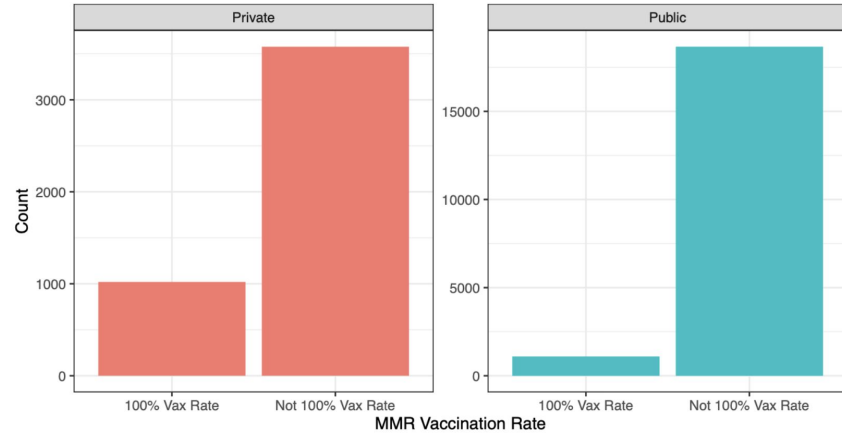 Private
Public
Count
3000
2000
1000
0
15000
10000
5000
0
100% Vax Rate
Not 100% Vax Rate
100% Vax Rate
Not 100% Vax Rate
MMR Vaccination Rate